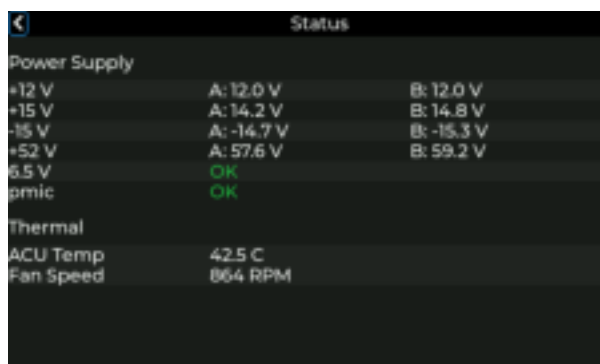 Status
Power Supply
+12 V A: 12.0 V B: 12.0 V
+15 V A: 14.2 V B: 14.8 V
-15 V A: -14.7 V B: -15.3 V
+52 V A: 57.6 V B: 59.2 V
6.5 V OK
pmic OK
Thermal
ACU Temp 42.5 C
Fan Speed 864 RPM